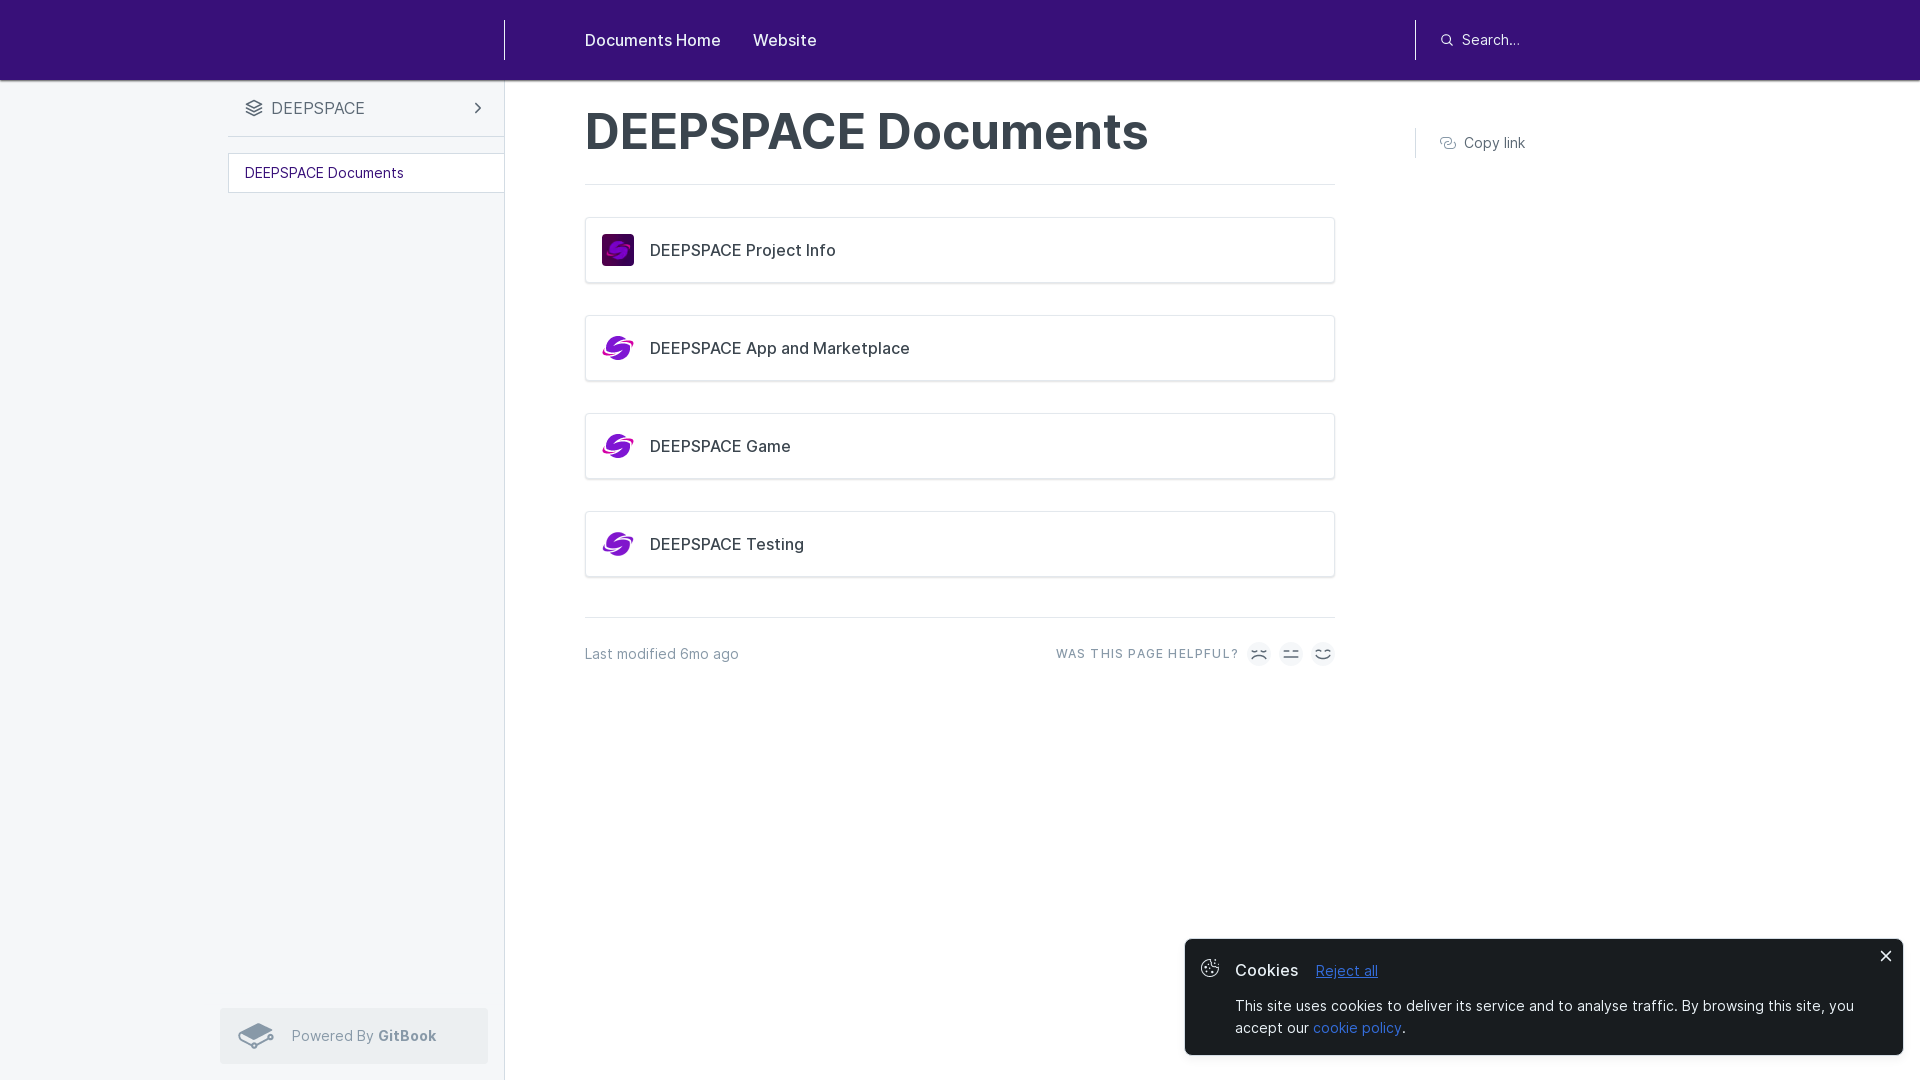 Documents Home
Website
Search…
DEEPSPACE
DEEPSPACE Documents
DEEPSPACE Documents
Copy link
DEEPSPACE Project Info
DEEPSPACE App and Marketplace
DEEPSPACE Game
DEEPSPACE Testing
Last modified 6mo ago
WAS THIS PAGE HELPFUL?
Powered By GitBook
Cookies Reject all
This site uses cookies to deliver its service and to analyse traffic. By browsing this site, you
accept our cookie policy.